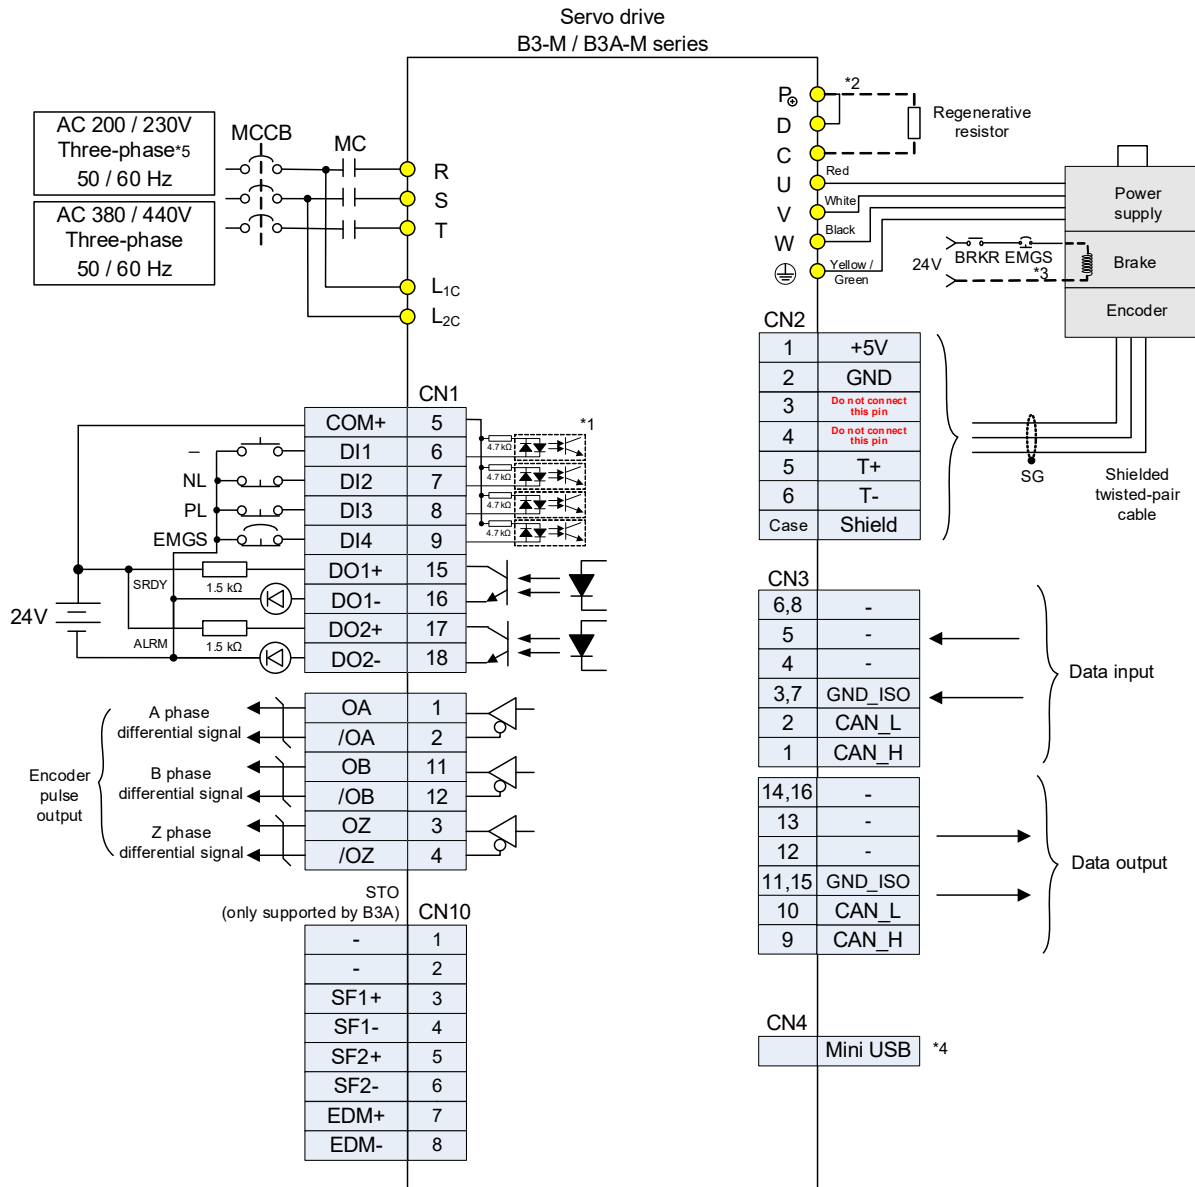 Servo drive
B3-M / B3A-M series
AC 200 / 230V
Three-phase*5
50 / 60 Hz
AC 380 / 440V
Three-phase
50 / 60 Hz
MCCB
MC
R
S
T
L1C
L2C
P⊕
D
C
U
V
W
*2
Regenerative
resistor
Red
White
Black
Yellow /
Green
24V
BRKR EMGS
*3
Power
supply
Brake
Encoder
CN1
COM+ 5
– DI1 6
NL DI2 7
PL DI3 8
EMGS DI4 9
DO1+ 15
DO1- 16
DO2+ 17
DO2- 18
*1
4.7 kΩ
4.7 kΩ
4.7 kΩ
4.7 kΩ
SRDY
1.5 kΩ
24V
ALRM
1.5 kΩ
OA 1
/OA 2
OB 11
/OB 12
OZ 3
/OZ 4
A phase
differential signal
B phase
differential signal
Z phase
differential signal
Encoder
pulse
output
STO
(only supported by B3A)
CN10
- 1
- 2
SF1+ 3
SF1- 4
SF2+ 5
SF2- 6
EDM+ 7
EDM- 8
CN2
1 +5V
2 GND
3 Do not connect
this pin
4 Do not connect
this pin
5 T+
6 T-
Case Shield
SG
Shielded
twisted-pair
cable
CN3
6,8 -
5 -
4 -
3,7 GND_ISO
2 CAN_L
1 CAN_H
Data input
14,16 -
13 -
12 -
11,15 GND_ISO
10 CAN_L
9 CAN_H
Data output
CN4
Mini USB
*4